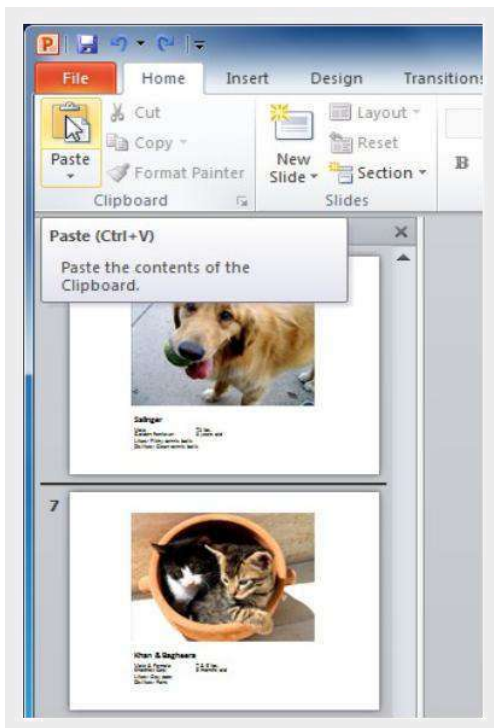 P
File Home Insert Design Transitions
Cut
Layout
Copy
Reset
Paste
Format Painter
New Slide
Section
B
Clipboard
Slides
Paste (Ctrl+V)
Paste the contents of the
Clipboard.
Salinger
7
Khan & Bagheera